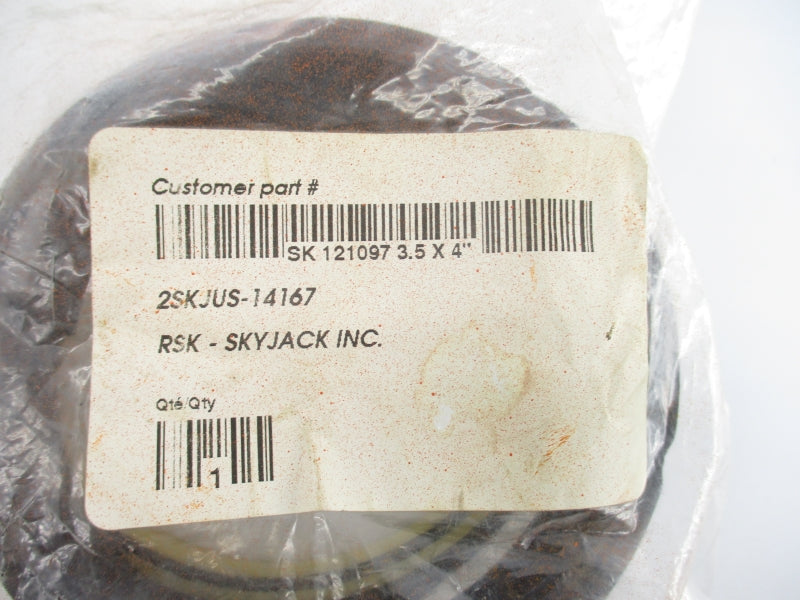 Customer part #
SK 121097 3.5 X 4"
2SKJUS-14167
RSK - SKYJACK INC.
Qté/Qty
1